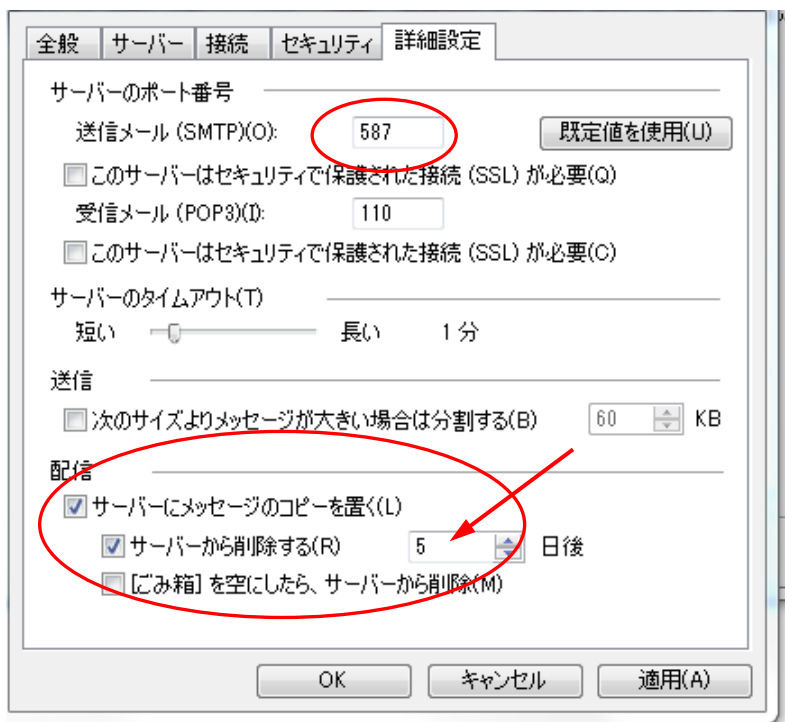 全般 サーバー 接続 セキュリティ 詳細設定
サーバーのポート番号
送信メール (SMTP)(O): 587 既定値を使用(U)
このサーバーはセキュリティで保護された接続 (SSL) が必要(Q)
受信メール (POP3)(I): 110
このサーバーはセキュリティで保護された接続 (SSL) が必要(C)
サーバーのタイムアウト(T)
短い 長い 1 分
送信
次のサイズよりメッセージが大きい場合は分割する(B) 60 KB
配信
サーバーにメッセージのコピーを置く(L)
サーバーから削除する(R) 5 日後
[ごみ箱] を空にしたら、サーバーから削除(M)
OK キャンセル 適用(A)